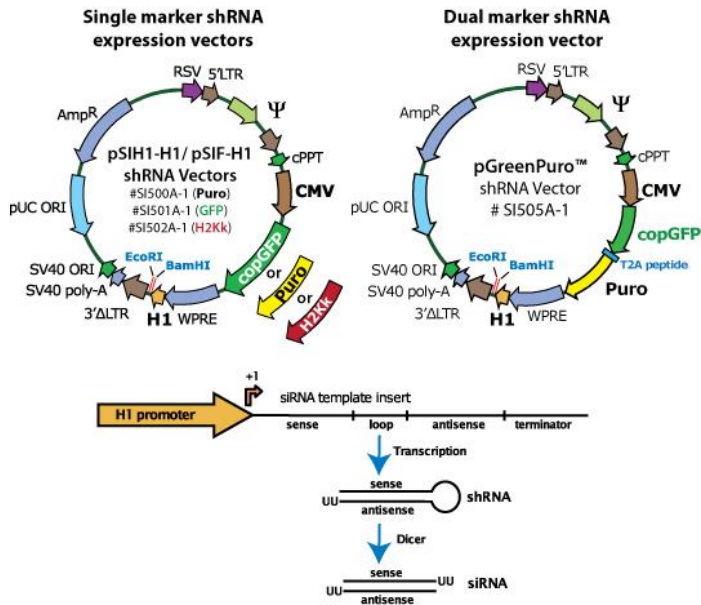 Single marker shRNA
expression vectors
RSV
5'LTR
AmpR
Ψ
cPPT
CMV
pSIH1-H1/ pSIF-H1
shRNA Vectors
#SI500A-1 (Puro)
#SI501A-1 (GFP)
#SI502A-1 (H2Kk)
pUC ORI
copGFP
or
Puro
or
H2Kk
EcoRI
BamHI
SV40 ORI
SV40 poly-A
3'ΔLTR
H1
WPRE
Dual marker shRNA
expression vector
RSV
5'LTR
AmpR
Ψ
cPPT
CMV
pGreenPuro™
shRNA Vector
# SI505A-1
pUC ORI
copGFP
T2A peptide
Puro
EcoRI
BamHI
SV40 ORI
SV40 poly-A
3'ΔLTR
H1
WPRE
+1
H1 promoter
siRNA template insert
sense
loop
antisense
terminator
Transcription
sense
UU
shRNA
antisense
Dicer
sense
UU
UU
siRNA
antisense